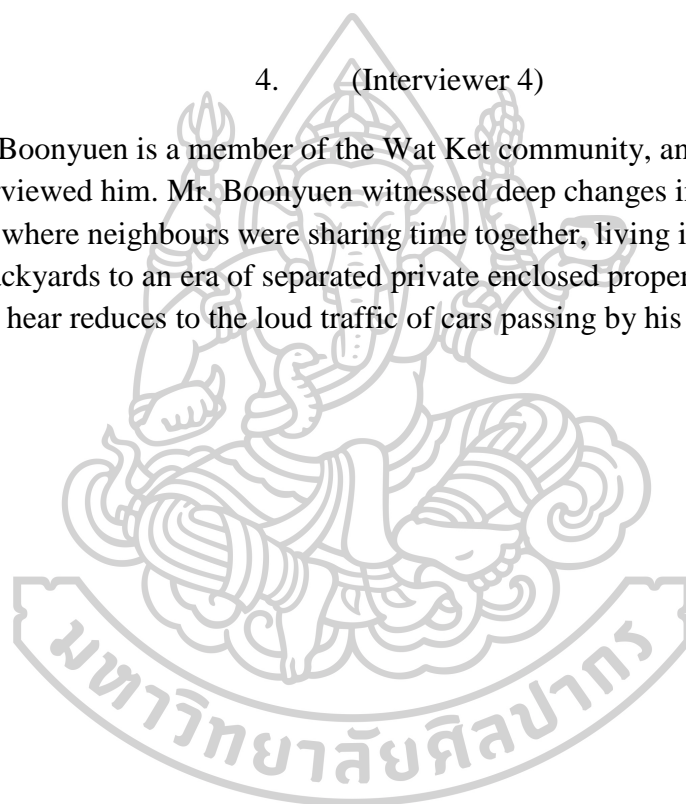 4. (Interviewer 4)
Boonyuen is a member of the Wat Ket community, an
rviewed him. Mr. Boonyuen witnessed deep changes i
where neighbours were sharing time together, living i
ckyards to an era of separated private enclosed proper
hear reduces to the loud traffic of cars passing by his
มหาวิทยาลัยศิลปากร